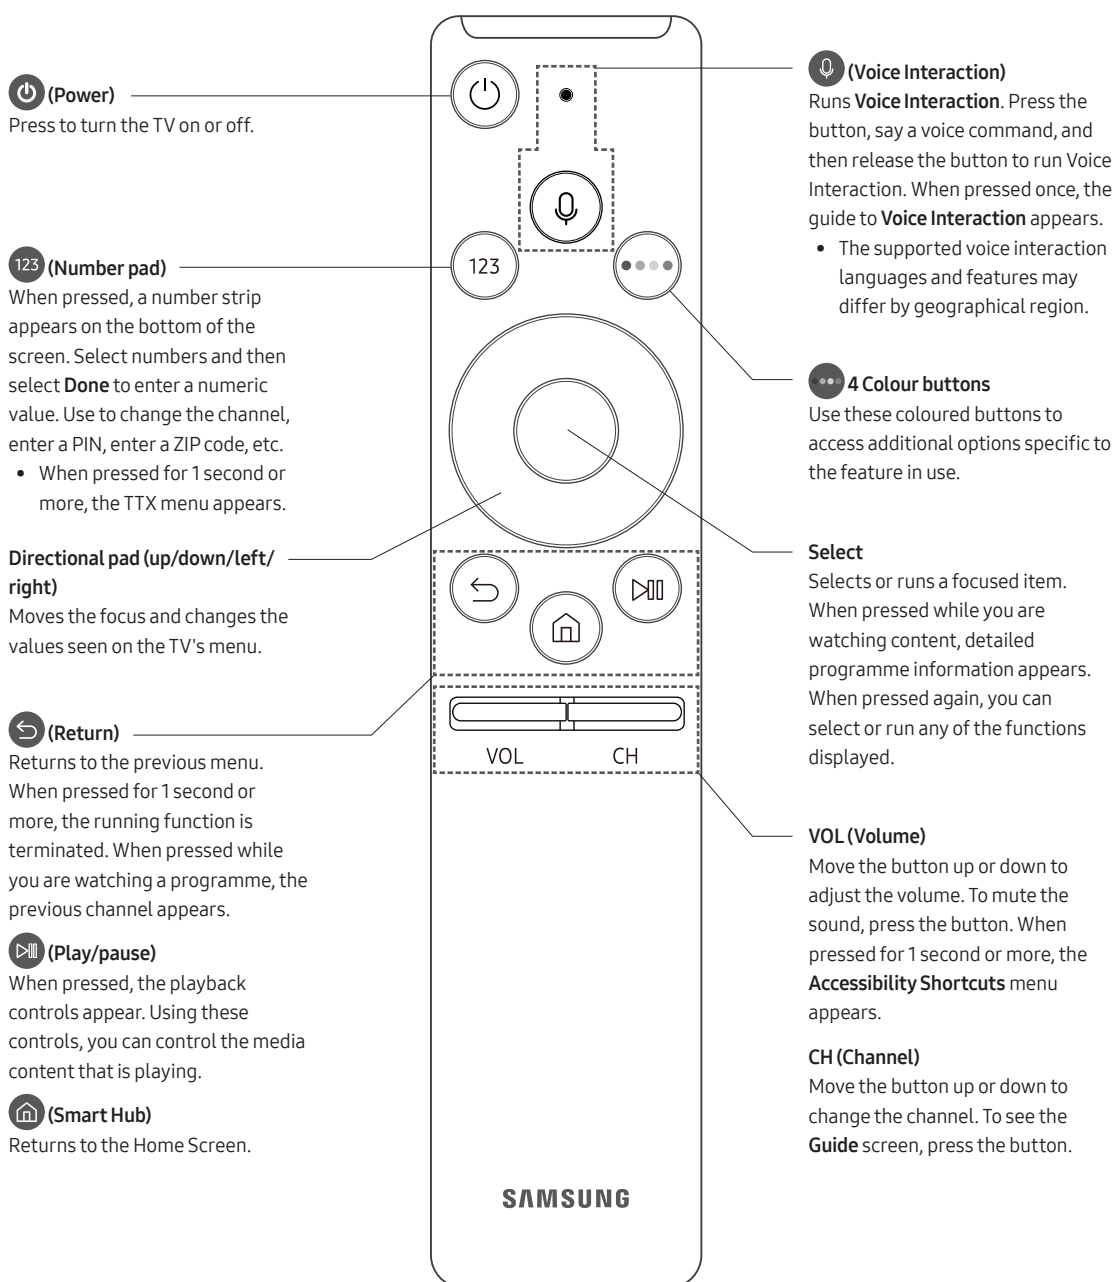 (Power)
Press to turn the TV on or off.
123 (Number pad)
When pressed, a number strip
appears on the bottom of the
screen. Select numbers and then
select Done to enter a numeric
value. Use to change the channel,
enter a PIN, enter a ZIP code, etc.
• When pressed for 1 second or
more, the TTX menu appears.
Directional pad (up/down/left/
right)
Moves the focus and changes the
values seen on the TV's menu.
(Return)
Returns to the previous menu.
When pressed for 1 second or
more, the running function is
terminated. When pressed while
you are watching a programme, the
previous channel appears.
(Play/pause)
When pressed, the playback
controls appear. Using these
controls, you can control the media
content that is playing.
(Smart Hub)
Returns to the Home Screen.
123
VOL CH
SAMSUNG
(Voice Interaction)
Runs Voice Interaction. Press the
button, say a voice command, and
then release the button to run Voice
Interaction. When pressed once, the
guide to Voice Interaction appears.
• The supported voice interaction
languages and features may
differ by geographical region.
4 Colour buttons
Use these coloured buttons to
access additional options specific to
the feature in use.
Select
Selects or runs a focused item.
When pressed while you are
watching content, detailed
programme information appears.
When pressed again, you can
select or run any of the functions
displayed.
VOL (Volume)
Move the button up or down to
adjust the volume. To mute the
sound, press the button. When
pressed for 1 second or more, the
Accessibility Shortcuts menu
appears.
CH (Channel)
Move the button up or down to
change the channel. To see the
Guide screen, press the button.